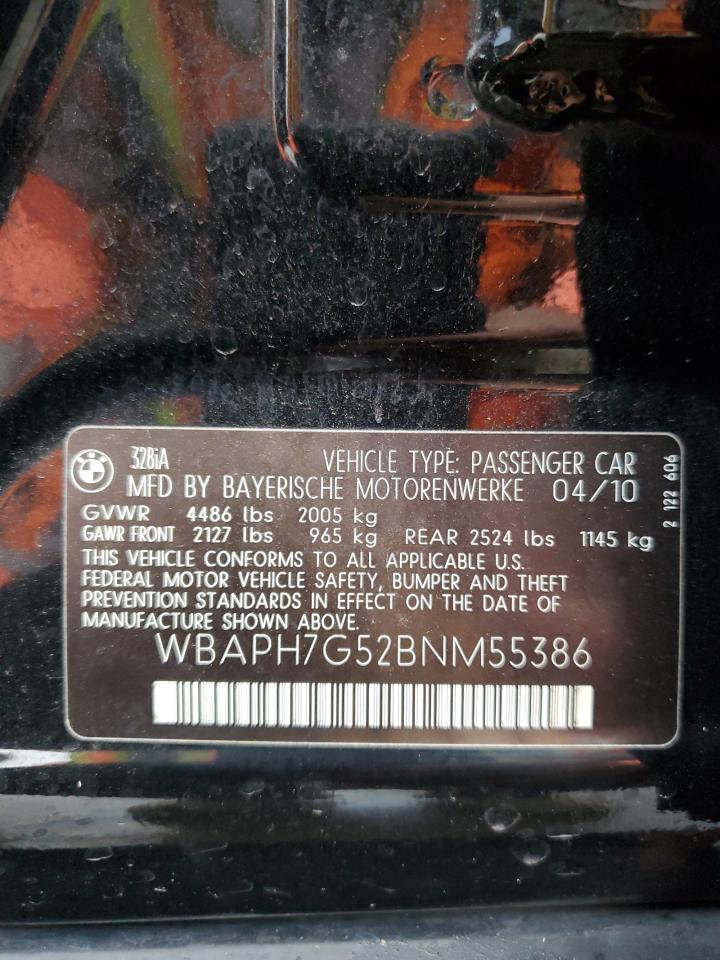 328iA VEHICLE TYPE: PASSENGER CAR
MFD BY BAYERISCHE MOTORENWERKE 04/10
GVWR 4486 lbs 2005 kg
GAWR FRONT 2127 lbs 965 kg REAR 2524 lbs 1145 kg
THIS VEHICLE CONFORMS TO ALL APPLICABLE U.S.
FEDERAL MOTOR VEHICLE SAFETY, BUMPER AND THEFT
PREVENTION STANDARDS IN EFFECT ON THE DATE OF
MANUFACTURE SHOWN ABOVE.
WBAPH7G52BNM55386
2 122 606